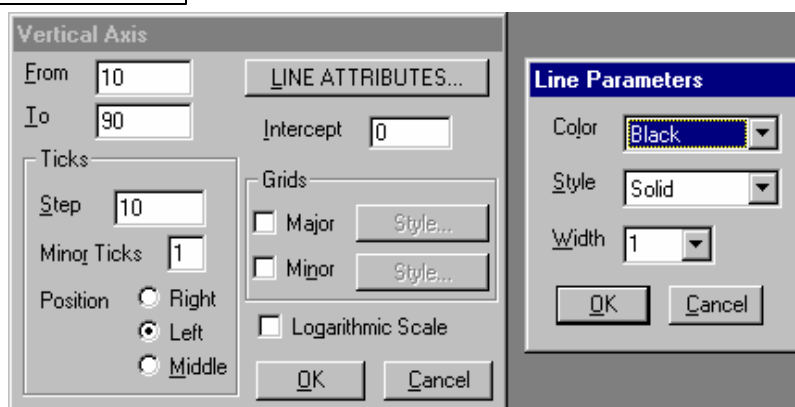 Vertical Axis
From 10
To 90
LINE ATTRIBUTES...
Intercept 0
Ticks
Step 10
Minor Ticks 1
Position Right
Left
Middle
Grids
Major Style...
Minor Style...
Logarithmic Scale
OK Cancel
Line Parameters
Color Black
Style Solid
Width 1
OK Cancel